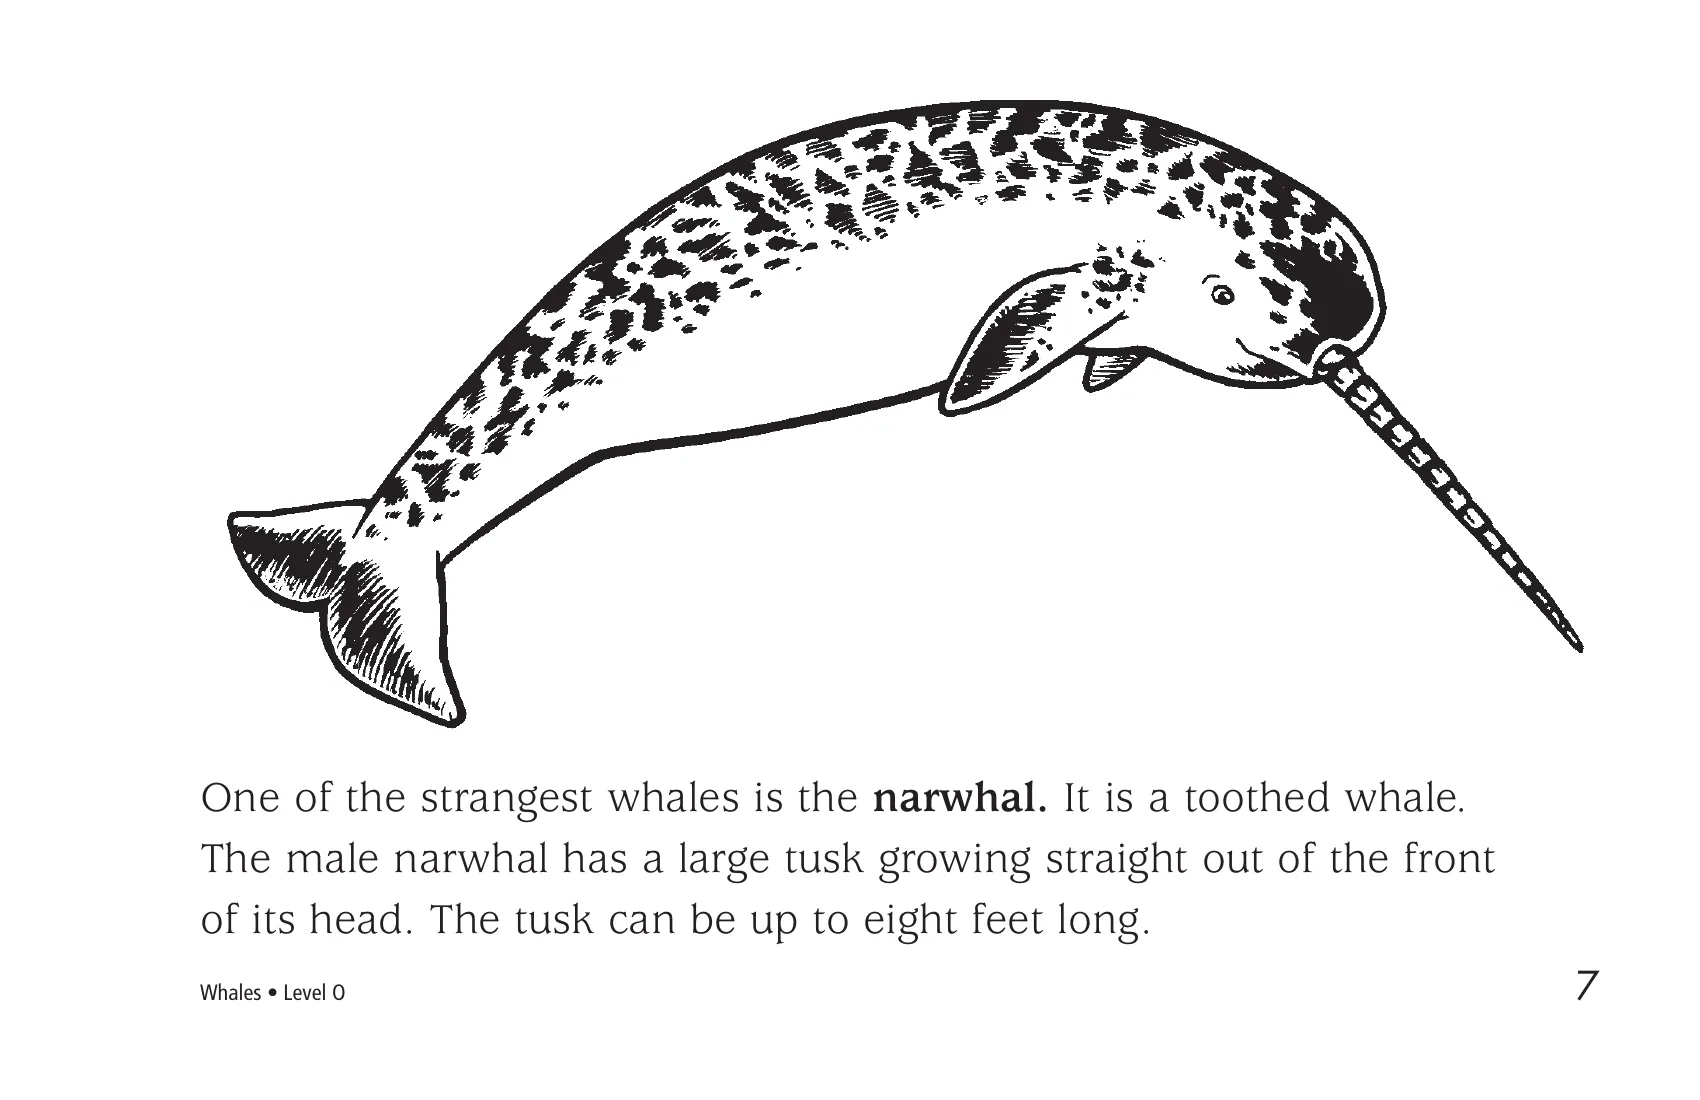 One of the strangest whales is the narwhal. It is a toothed whale.
The male narwhal has a large tusk growing straight out of the front
of its head. The tusk can be up to eight feet long.
Whales • Level O
7